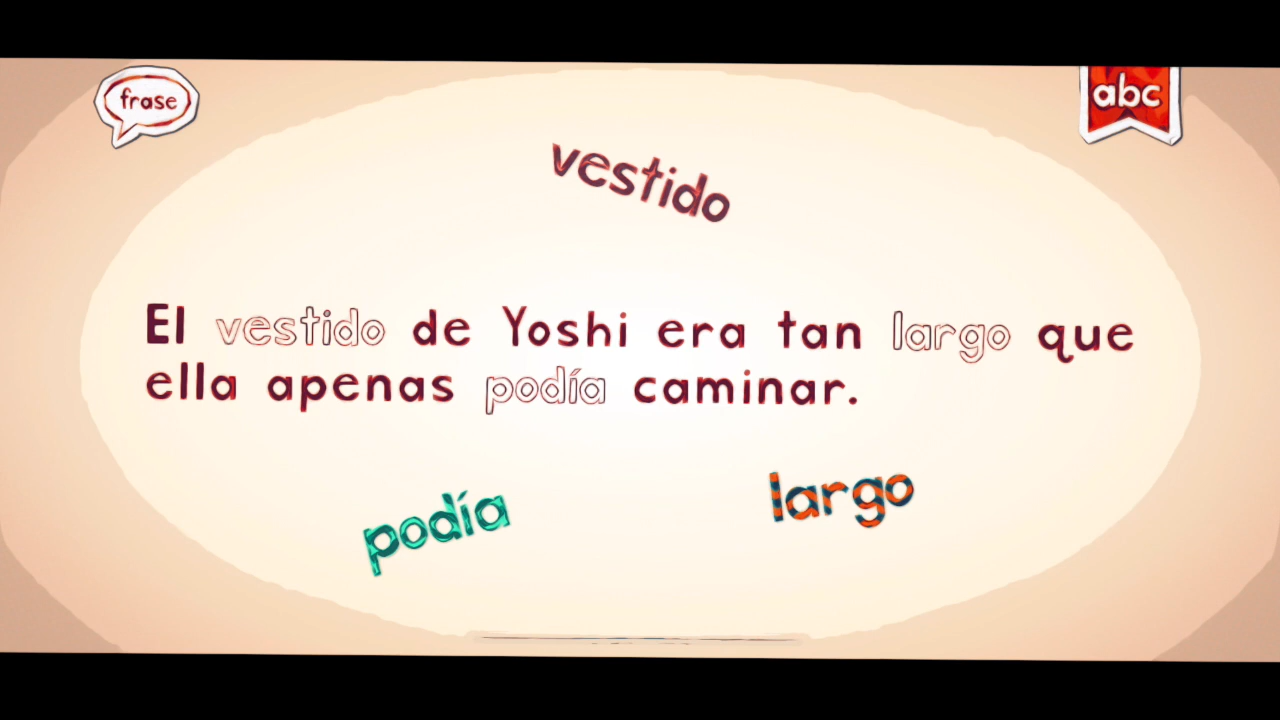 frase
abc
vestido
El vestido de Yoshi era tan largo que
ella apenas podía caminar.
podía
largo